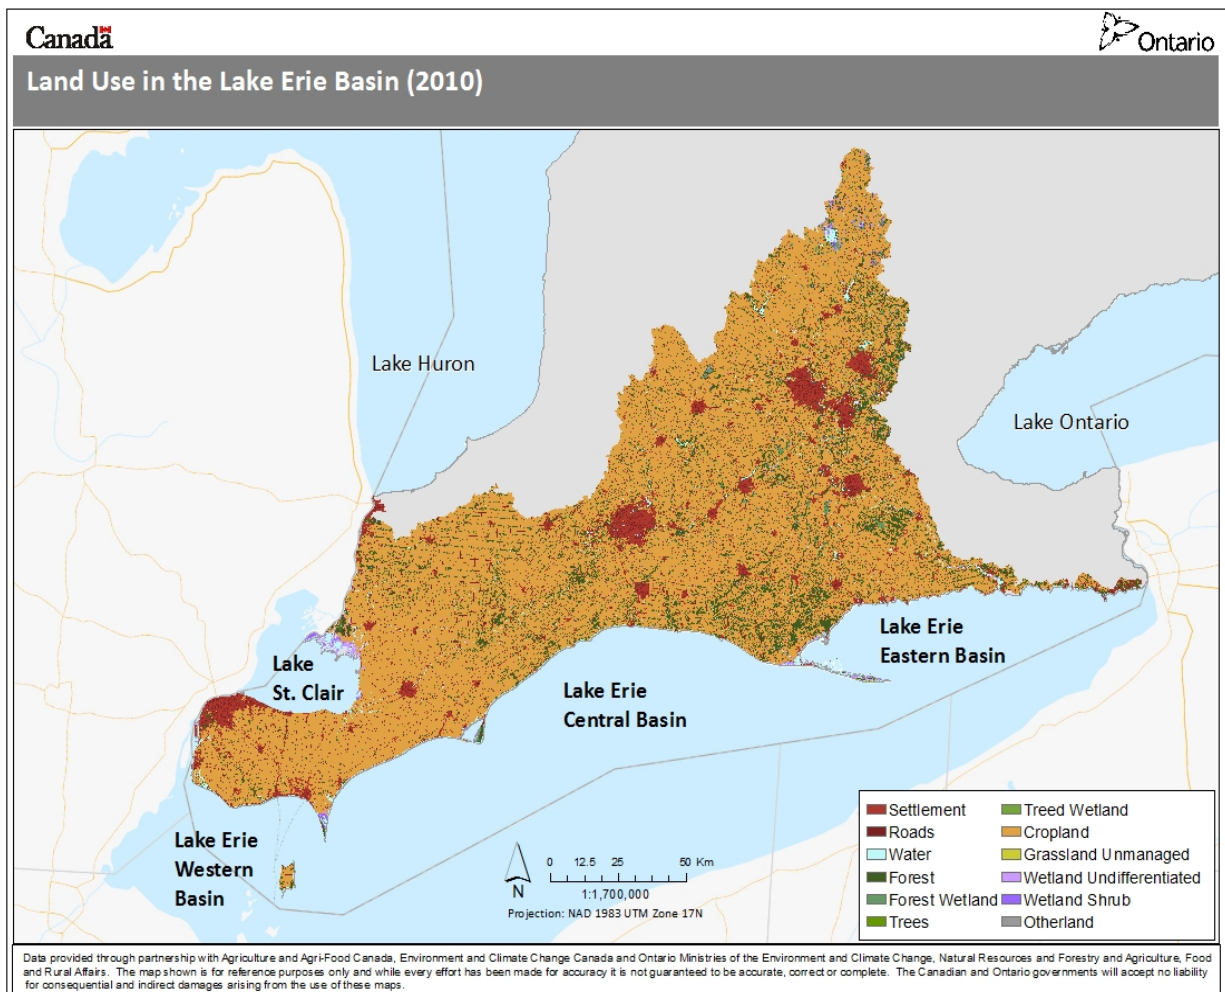 Canada
Ontario
Land Use in the Lake Erie Basin (2010)
Lake Huron
Lake Ontario
Lake Erie
Eastern Basin
Lake
St. Clair
Lake Erie
Central Basin
Lake Erie
Western
Basin
N
0 12.5 25 50 Km
1:1,700,000
Projection: NAD 1983 UTM Zone 17N
Settlement
Roads
Water
Forest
Forest Wetland
Trees
Treed Wetland
Cropland
Grassland Unmanaged
Wetland Undifferentiated
Wetland Shrub
Otherland
Data provided through partnership with Agriculture and Agri-Food Canada, Environment and Climate Change Canada and Ontario Ministries of the Environment and Climate Change, Natural Resources and Forestry and Agriculture, Food
and Rural Affairs. The map shown is for reference purposes only and while every effort has been made for accuracy it is not guaranteed to be accurate, correct or complete. The Canadian and Ontario governments will accept no liability
for consequential and indirect damages arising from the use of these maps.